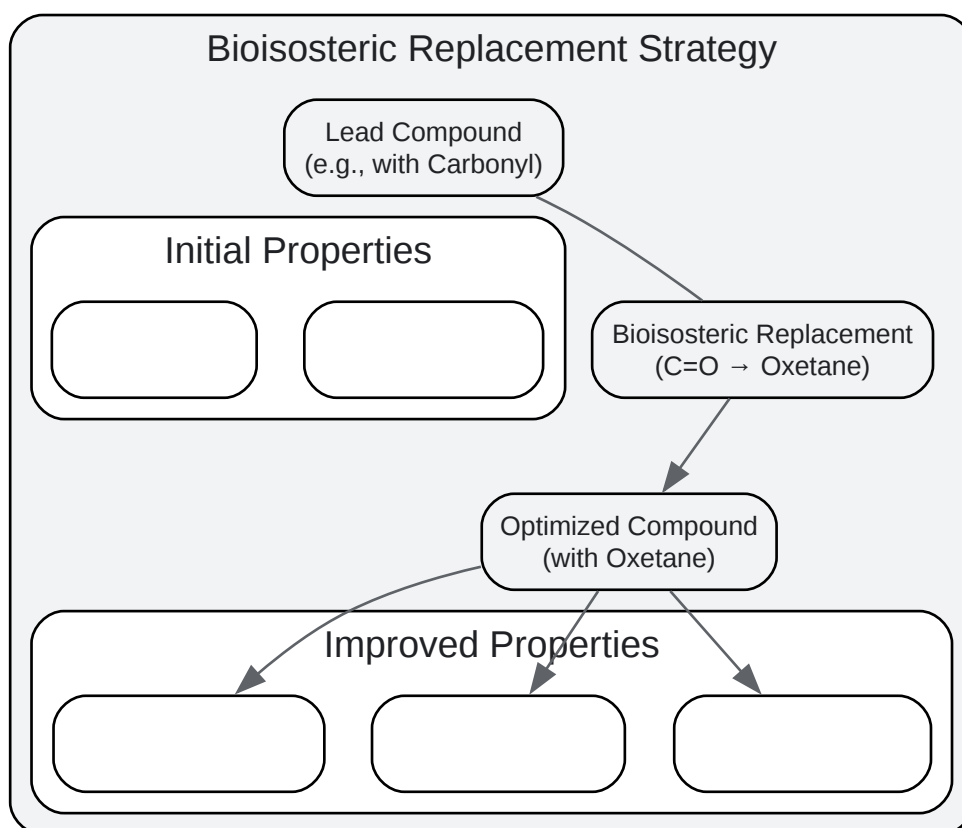 Bioisosteric Replacement Strategy
Lead Compound
(e.g., with Carbonyl)
Initial Properties
Bioisosteric Replacement
(C=O → Oxetane)
Optimized Compound
(with Oxetane)
Improved Properties